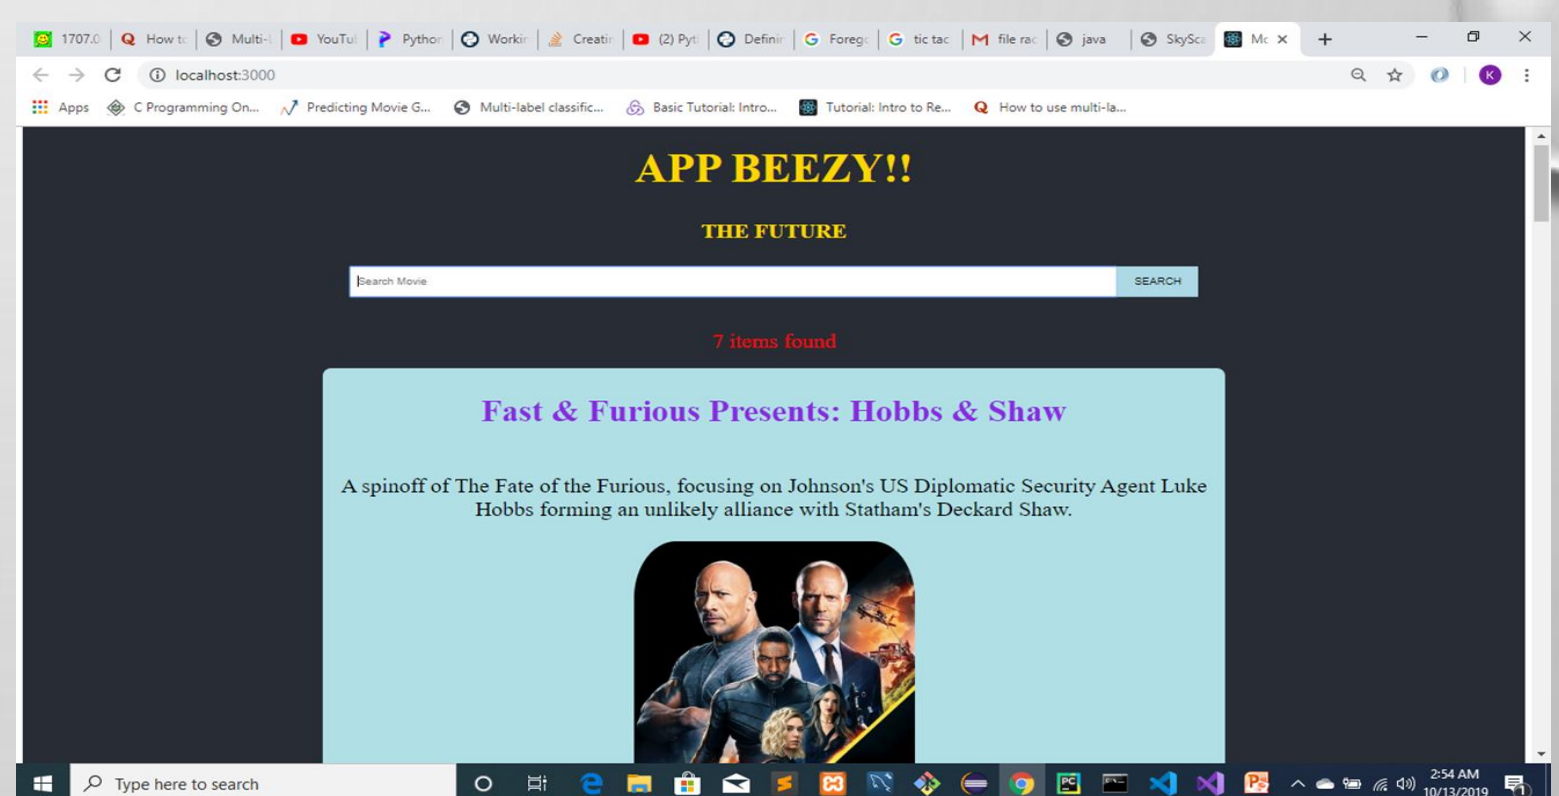 1707.0 How to Multi-l YouTul Python Workin Creatin (2) Pyt Definin Forego tic tac file rac java SkySca Mc
localhost:3000 K
Apps C Programming On... Predicting Movie G... Multi-label classific... Basic Tutorial: Intro... Tutorial: Intro to Re... How to use multi-la...
APP BEEZY!!
THE FUTURE
Search Movie SEARCH
7 items found
Fast & Furious Presents: Hobbs & Shaw
A spinoff of The Fate of the Furious, focusing on Johnson's US Diplomatic Security Agent Luke
Hobbs forming an unlikely alliance with Statham's Deckard Shaw.
Type here to search 2:54 AM
10/13/2019